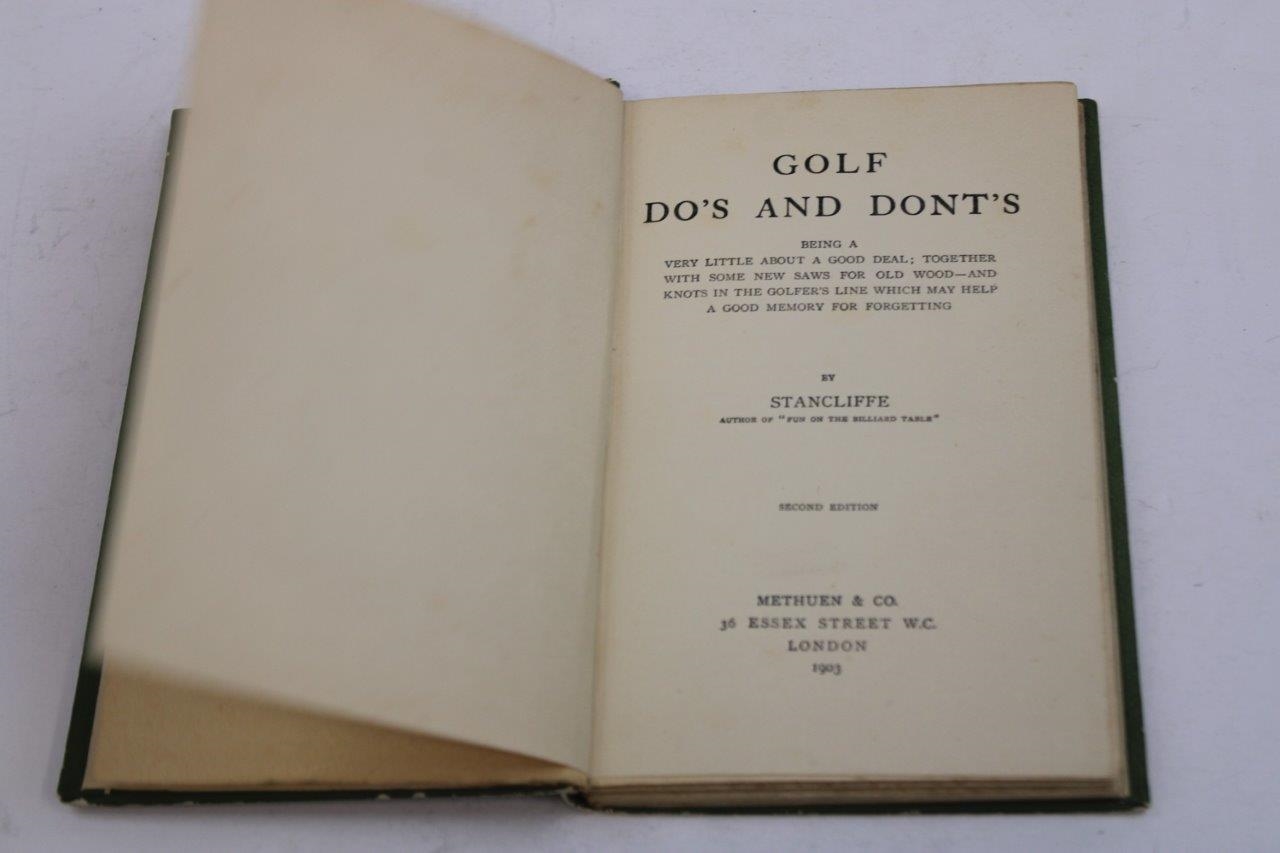 GOLF
DO'S AND DONT'S
BEING A
VERY LITTLE ABOUT A GOOD DEAL; TOGETHER
WITH SOME NEW SAWS FOR OLD WOOD—AND
KNOTS IN THE GOLFER'S LINE WHICH MAY HELP
A GOOD MEMORY FOR FORGETTING
BY
STANCLIFFE
AUTHOR OF "FUN ON THE BILLIARD TABLE"
SECOND EDITION
METHUEN & CO.
36 ESSEX STREET W.C.
LONDON
1903